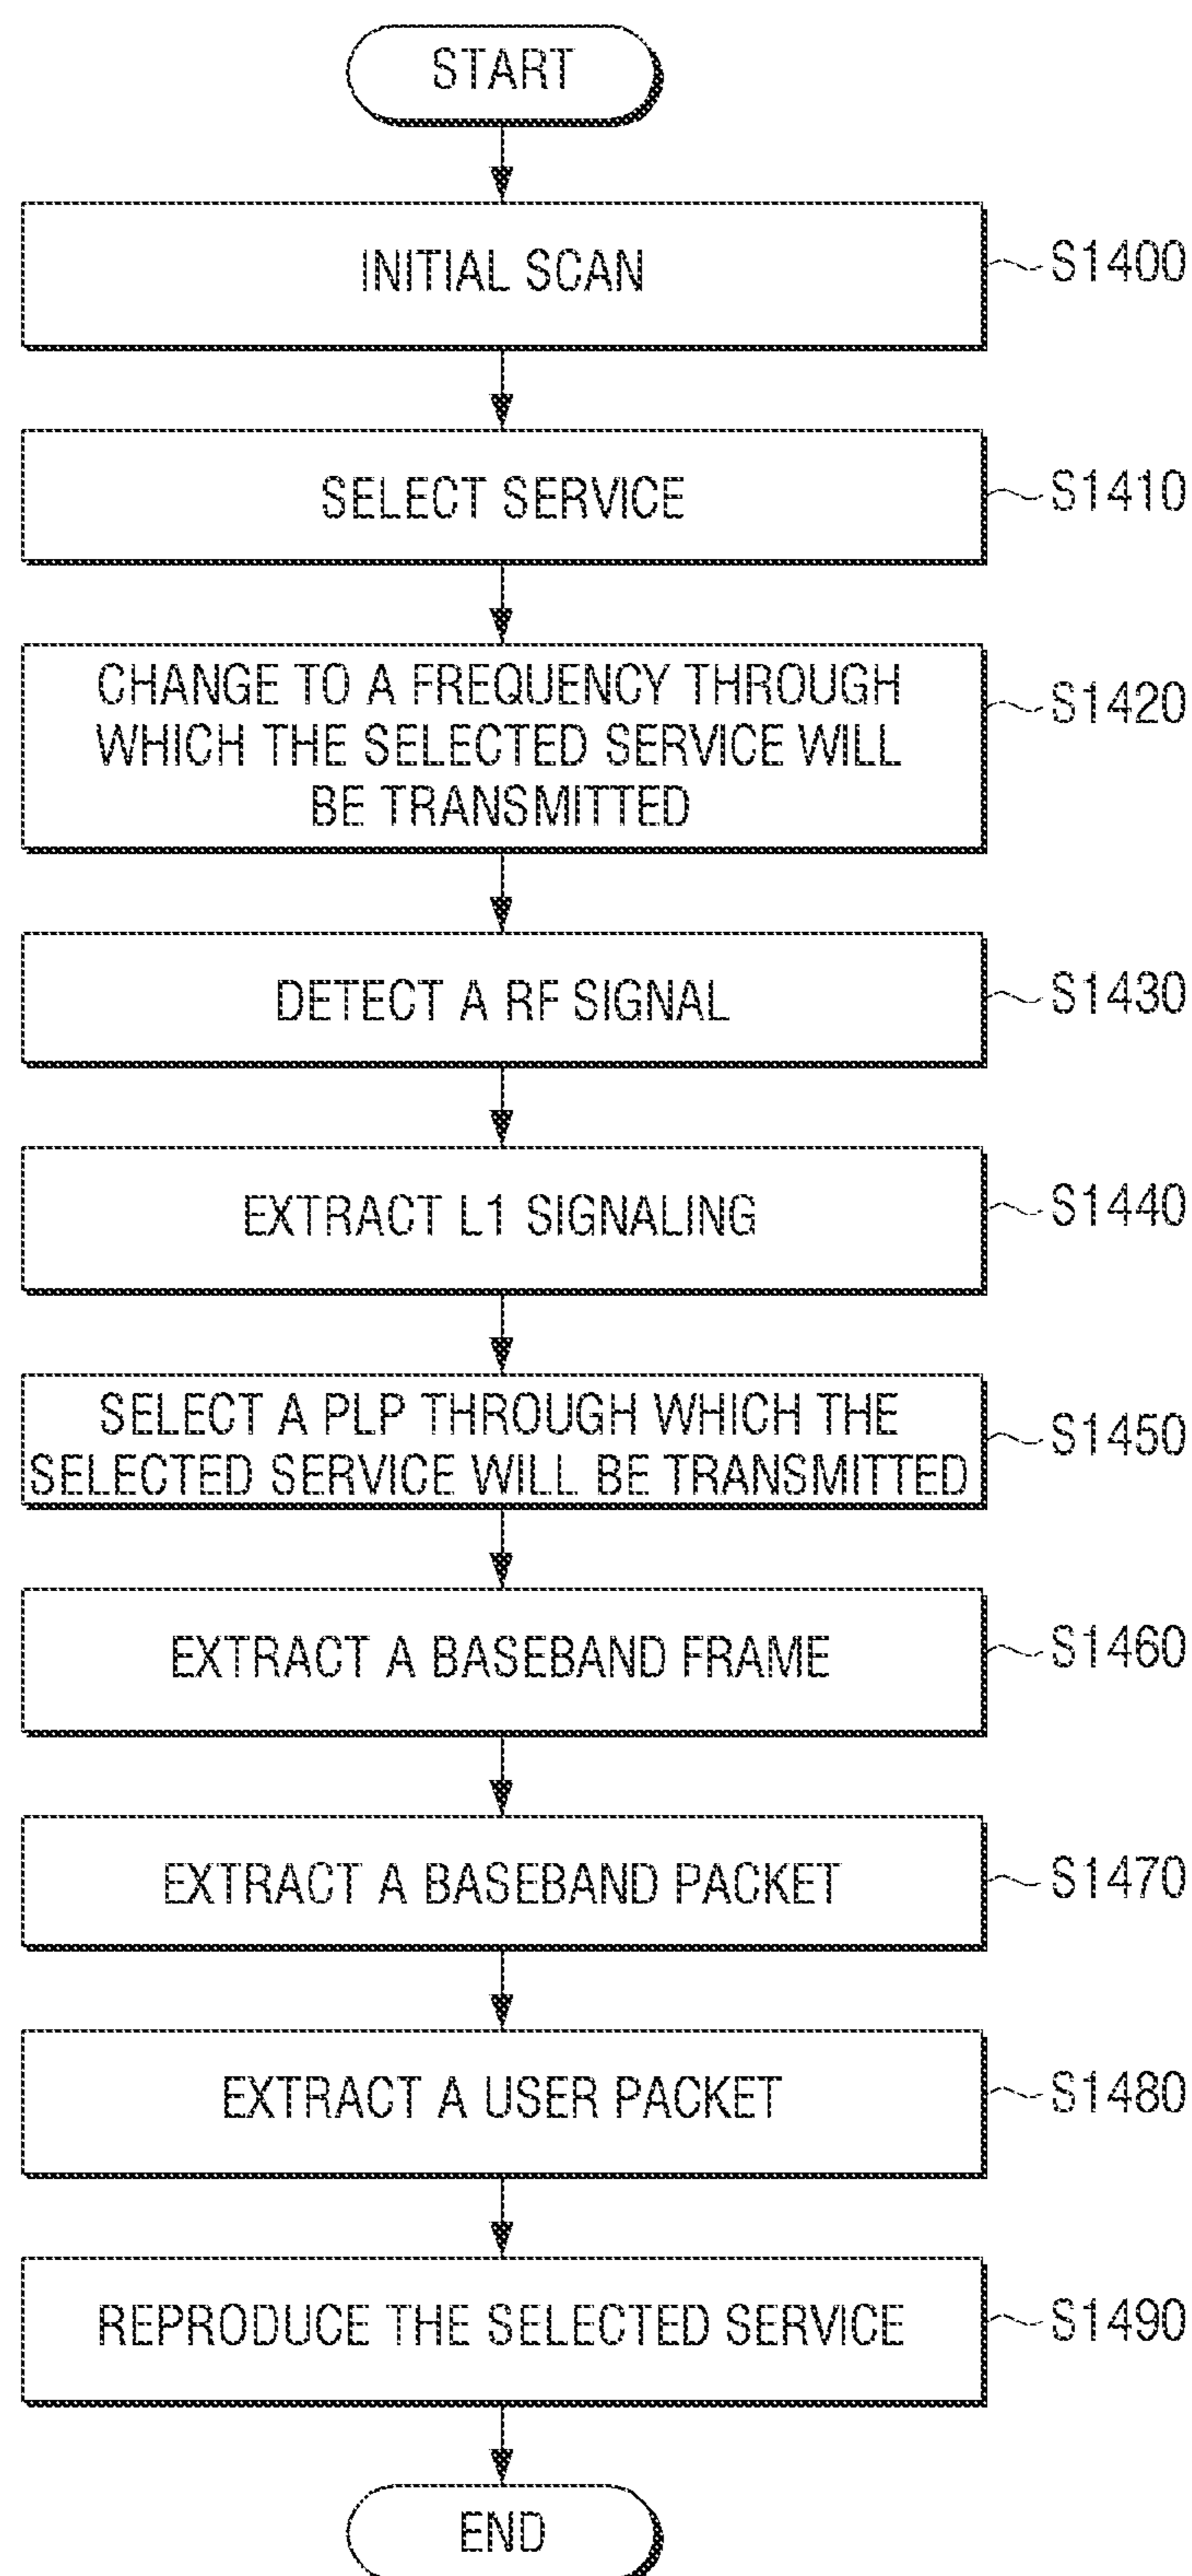 START
INITIAL SCAN
S1400
SELECT SERVICE
S1410
CHANGE TO A FREQUENCY THROUGH
WHICH THE SELECTED SERVICE WILL
BE TRANSMITTED
S1420
DETECT A RF SIGNAL
S1430
EXTRACT L1 SIGNALING
S1440
SELECT A PLP THROUGH WHICH THE
SELECTED SERVICE WILL BE TRANSMITTED
S1450
EXTRACT A BASEBAND FRAME
S1460
EXTRACT A BASEBAND PACKET
S1470
EXTRACT A USER PACKET
S1480
REPRODUCE THE SELECTED SERVICE
S1490
END